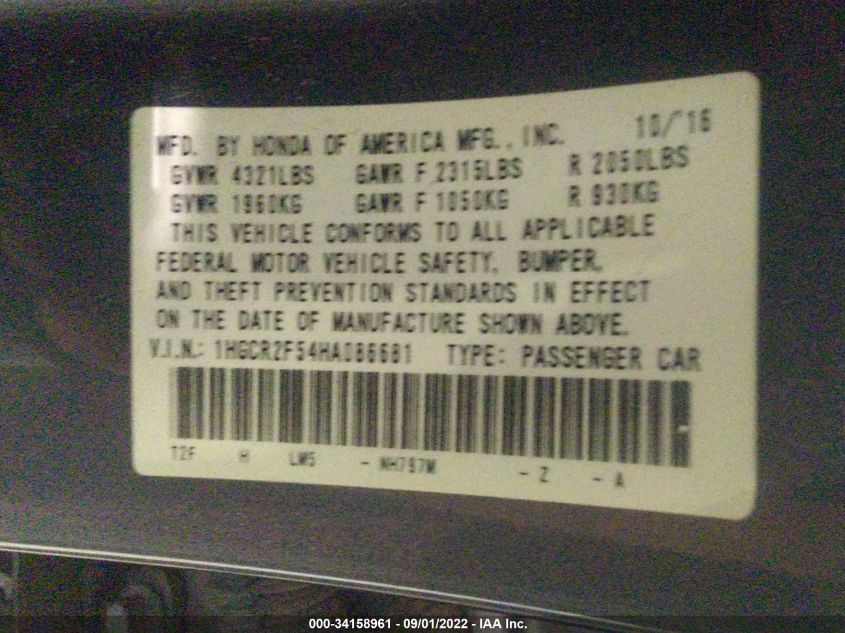 MFD. BY HONDA OF AMERICA MFG., INC. 10/16
GVWR 4321LBS GAWR F 2315LBS R 2050LBS
GVWR 1960KG GAWR F 1050KG R 930KG
THIS VEHICLE CONFORMS TO ALL APPLICABLE
FEDERAL MOTOR VEHICLE SAFETY, BUMPER,
AND THEFT PREVENTION STANDARDS IN EFFECT
ON THE DATE OF MANUFACTURE SHOWN ABOVE.
V.I.N.: 1HGCR2F54HA086681 TYPE: PASSENGER CAR
T2F H LM5 - NH797M - Z - A
000-34158961 - 09/01/2022 - IAA Inc.